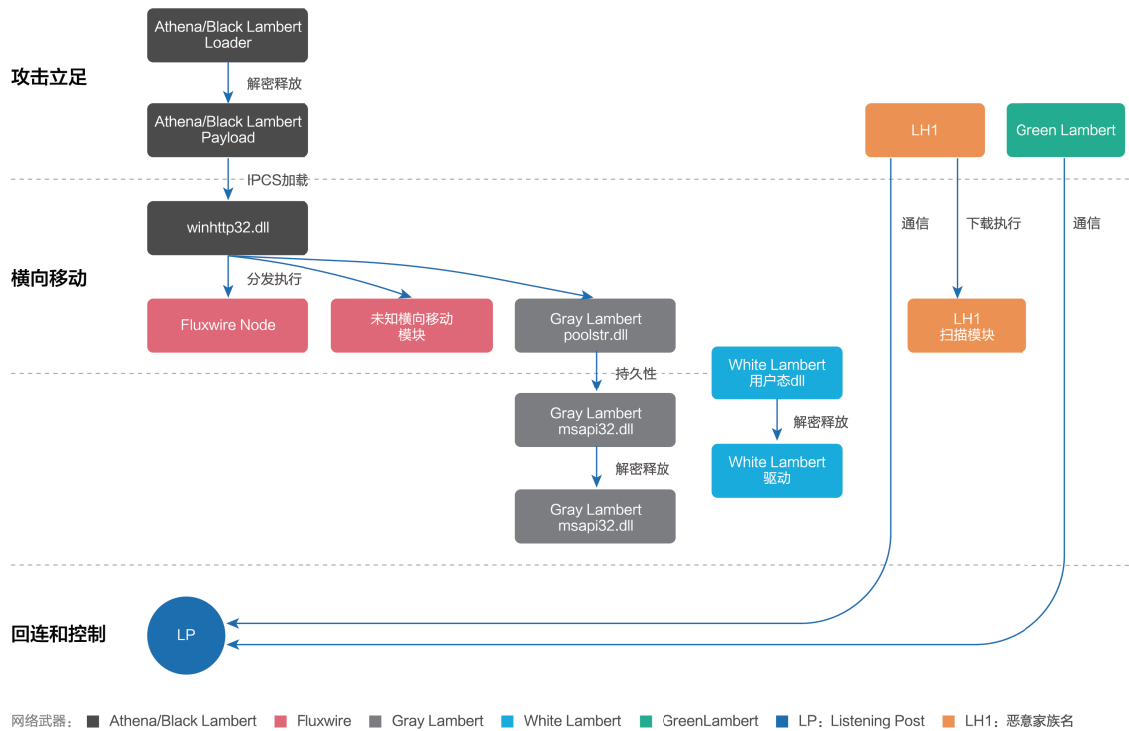 Athena/Black Lambert
Loader
攻击立足
解密释放
Athena/Black Lambert
Payload
LH1
Green Lambert
IPCS加载
winhttp32.dll
通信
下载执行
通信
横向移动
分发执行
Fluxwire Node
未知横向移动
模块
Gray Lambert
poolstr.dll
LH1
扫描模块
持久性
White Lambert
用户态dll
Gray Lambert
msapi32.dll
解密释放
White Lambert
驱动
解密释放
Gray Lambert
msapi32.dll
回连和控制
LP
网络武器： Athena/Black Lambert Fluxwire Gray Lambert White Lambert GreenLambert LP：Listening Post LH1：恶意家族名